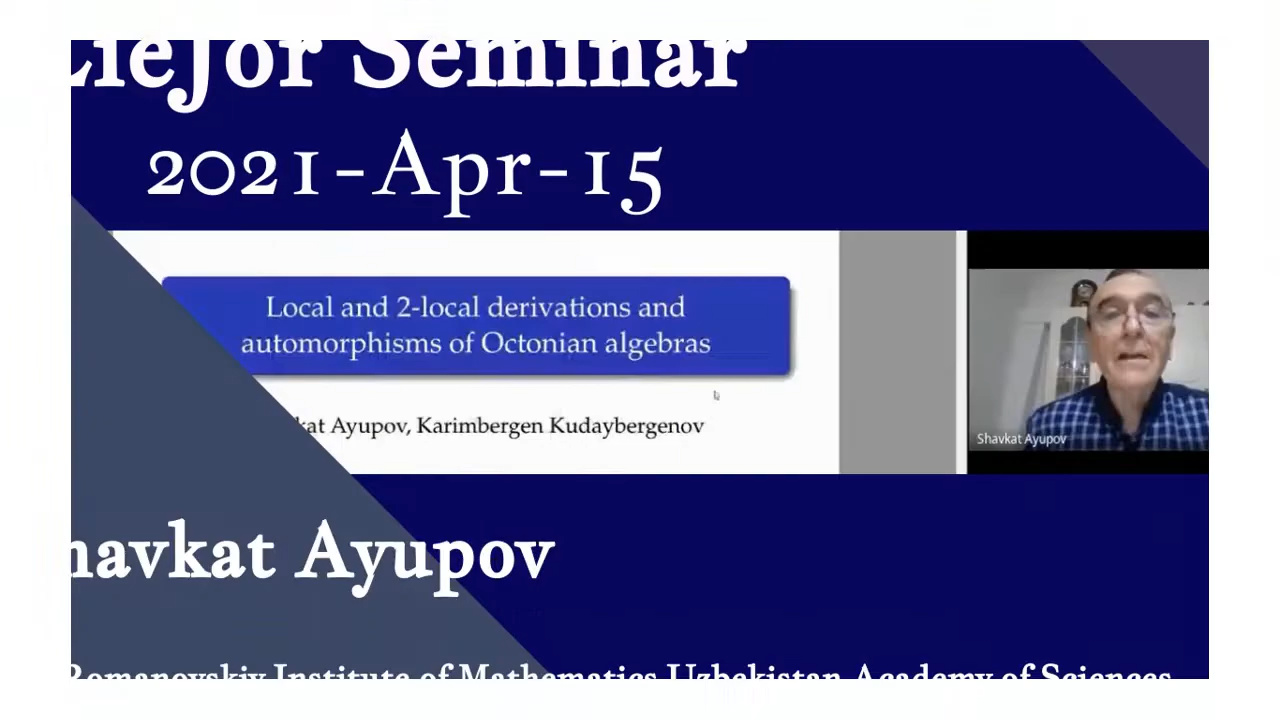 LieJor Seminar
2021-Apr-15
Local and 2-local derivations and
automorphisms of Octonian algebras
kat Ayupov, Karimbergen Kudaybergenov
Shavkat Ayupov
havkat Ayupov
Romanovskiy Institute of Mathematics Uzbekistan Academy of Sciences